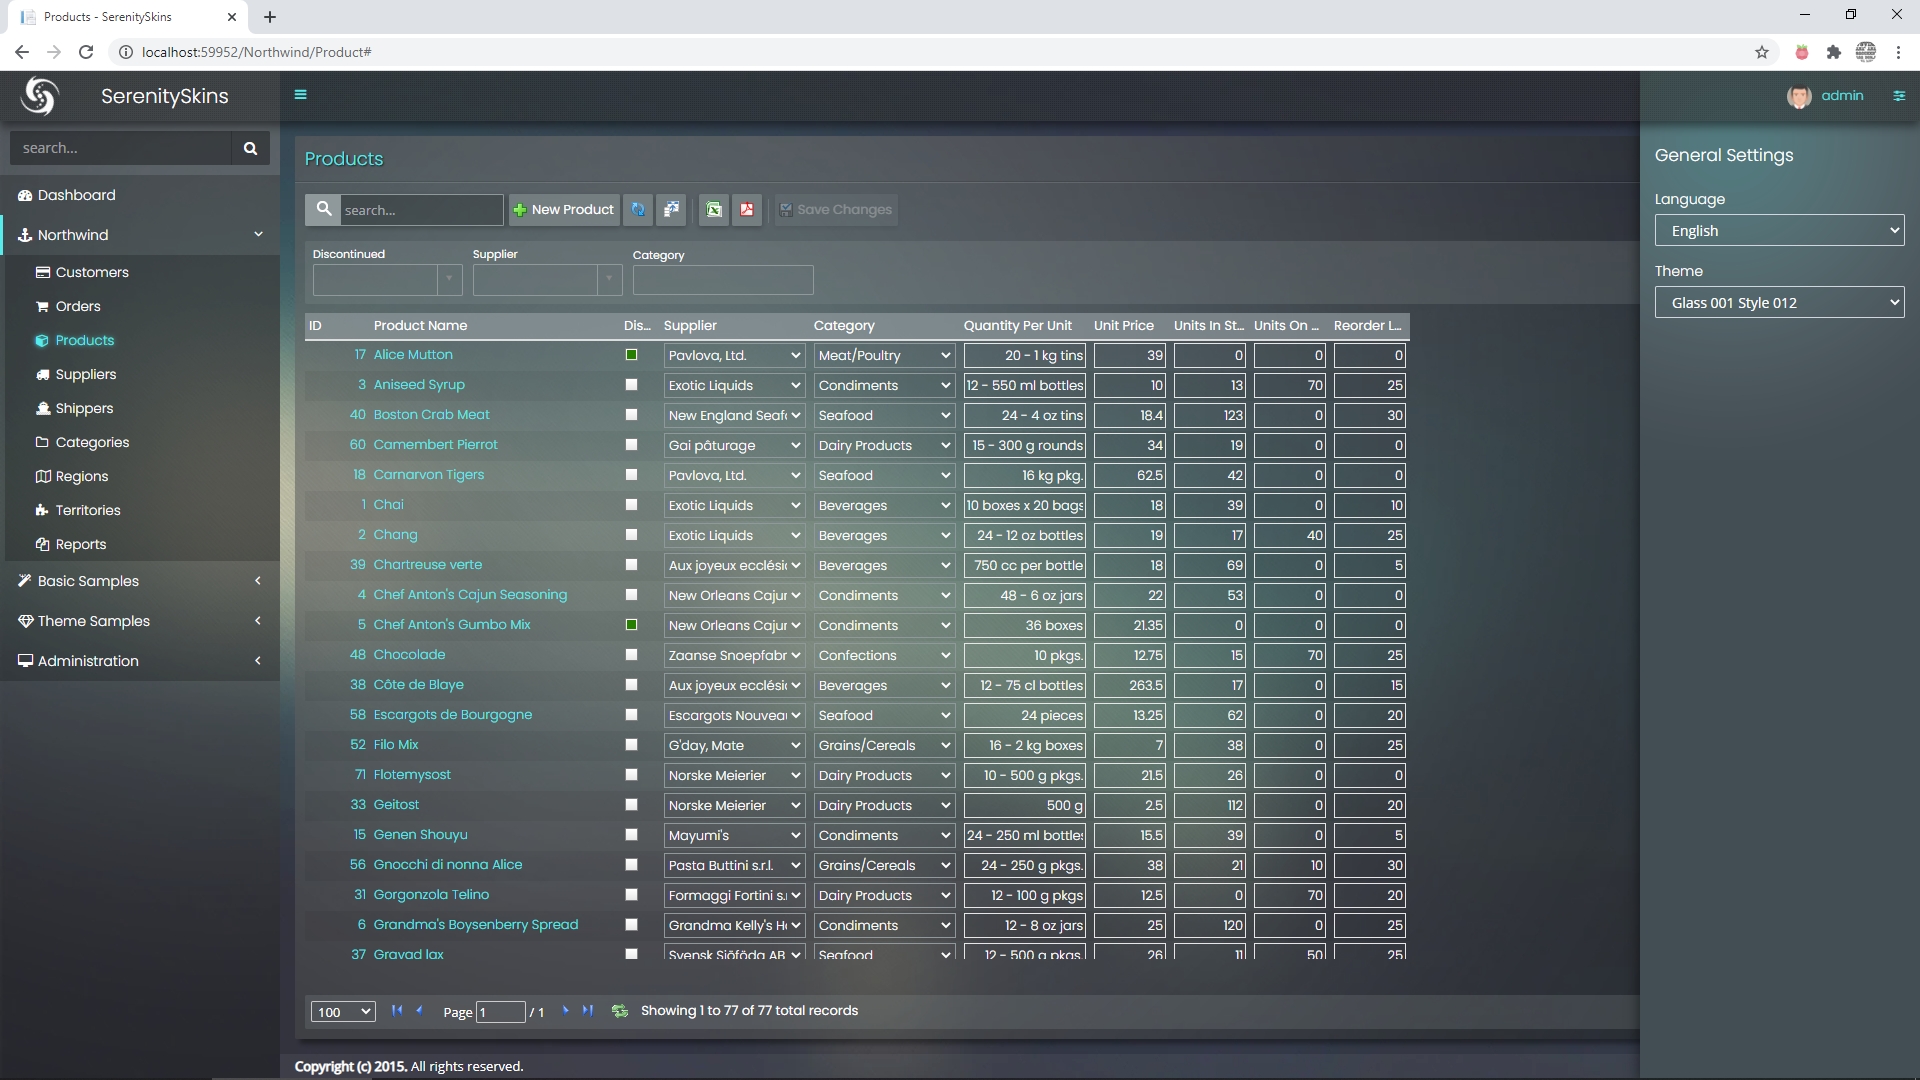 Products - SerenitySkins
localhost:59952/Northwind/Product#
SerenitySkins
admin
search...
Dashboard
Northwind
Customers
Orders
Products
Suppliers
Shippers
Categories
Regions
Territories
Reports
Basic Samples
Theme Samples
Administration
Products
search... New Product Save Changes
Discontinued Supplier Category
ID Product Name Dis... Supplier Category Quantity Per Unit Unit Price Units In St... Units On ... Reorder L...
17 Alice Mutton Pavlova, Ltd. Meat/Poultry 20 - 1 kg tins 39 0 0 0
3 Aniseed Syrup Exotic Liquids Condiments 12 - 550 ml bottles 10 13 70 25
40 Boston Crab Meat New England Seaf Seafood 24 - 4 oz tins 18.4 123 0 30
60 Camembert Pierrot Gai pâturage Dairy Products 15 - 300 g rounds 34 19 0 0
18 Carnarvon Tigers Pavlova, Ltd. Seafood 16 kg pkg. 62.5 42 0 0
1 Chai Exotic Liquids Beverages 10 boxes x 20 bags 18 39 0 10
2 Chang Exotic Liquids Beverages 24 - 12 oz bottles 19 17 40 25
39 Chartreuse verte Aux joyeux ecclési Beverages 750 cc per bottle 18 69 0 5
4 Chef Anton's Cajun Seasoning New Orleans Cajur Condiments 48 - 6 oz jars 22 53 0 0
5 Chef Anton's Gumbo Mix New Orleans Cajur Condiments 36 boxes 21.35 0 0 0
48 Chocolade Zaanse Snoepfabr Confections 10 pkgs. 12.75 15 70 25
38 Côte de Blaye Aux joyeux ecclési Beverages 12 - 75 cl bottles 263.5 17 0 15
58 Escargots de Bourgogne Escargots Nouveau Seafood 24 pieces 13.25 62 0 20
52 Filo Mix G'day, Mate Grains/Cereals 16 - 2 kg boxes 7 38 0 25
71 Flotemysost Norske Meierier Dairy Products 10 - 500 g pkgs. 21.5 26 0 0
33 Geitost Norske Meierier Dairy Products 500 g 2.5 112 0 20
15 Genen Shouyu Mayumi's Condiments 24 - 250 ml bottles 15.5 39 0 5
56 Gnocchi di nonna Alice Pasta Buttini s.r.l. Grains/Cereals 24 - 250 g pkgs. 38 21 10 30
31 Gorgonzola Telino Formaggi Fortini s. Dairy Products 12 - 100 g pkgs 12.5 0 70 20
6 Grandma's Boysenberry Spread Grandma Kelly's H Condiments 12 - 8 oz jars 25 120 0 25
37 Gravad lax Svensk Sjöföda AB Seafood 12 - 500 g pkgs. 26 11 50 25
100 Page 1 / 1 Showing 1 to 77 of 77 total records
Copyright (c) 2015. All rights reserved.
General Settings
Language
English
Theme
Glass 001 Style 012